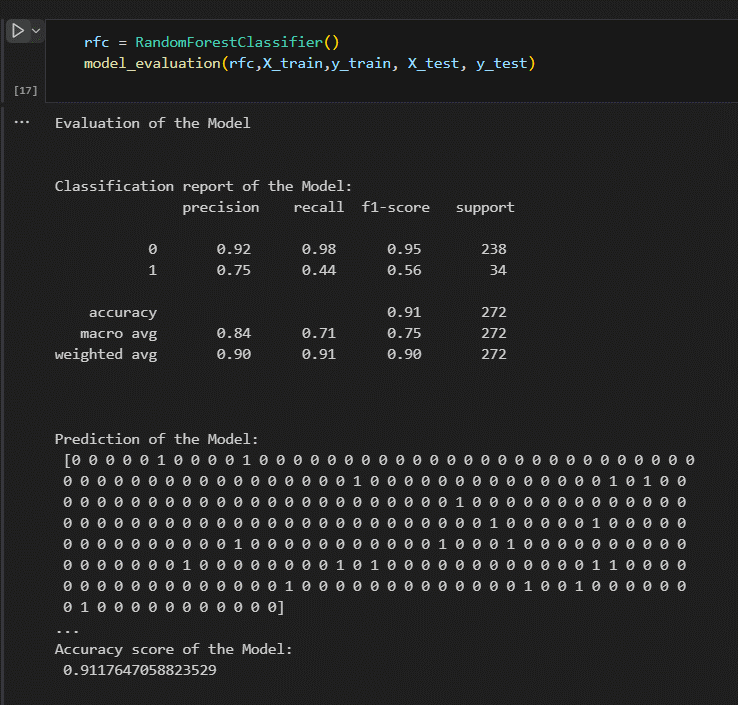 rfc = RandomForestClassifier()
model_evaluation(rfc,X_train,y_train, X_test, y_test)
[17]
... Evaluation of the Model
Classification report of the Model:
precision recall f1-score support
0 0.92 0.98 0.95 238
1 0.75 0.44 0.56 34
accuracy 0.91 272
macro avg 0.84 0.71 0.75 272
weighted avg 0.90 0.91 0.90 272
Prediction of the Model:
[0 0 0 0 0 1 0 0 0 0 1 0 0 0 0 0 0 0 0 0 0 0 0 0 0 0 0 0 0 0 0 0 0 0 0 0 0
0 0 0 0 0 0 0 0 0 0 0 0 0 0 0 0 0 1 0 0 0 0 0 0 0 0 0 0 0 0 0 0 1 0 1 0 0
0 0 0 0 0 0 0 0 0 0 0 0 0 0 0 0 0 0 0 0 0 0 0 1 0 0 0 0 0 0 0 0 0 0 0 0 0
0 0 0 0 0 0 0 0 0 0 0 0 0 0 0 0 0 0 0 0 0 0 0 0 0 1 0 0 0 0 0 1 0 0 0 0 0
0 0 0 0 0 0 0 0 0 0 1 0 0 0 0 0 0 0 0 0 0 0 1 0 0 0 1 0 0 0 0 0 0 0 0 0 0
0 0 0 0 0 0 0 1 0 0 0 0 0 0 0 0 1 0 1 0 0 0 0 0 0 0 0 0 0 0 0 1 1 0 0 0 0
0 0 0 0 0 0 0 0 0 0 0 0 0 1 0 0 0 0 0 0 0 0 0 0 0 0 0 1 0 0 1 0 0 0 0 0 0
0 1 0 0 0 0 0 0 0 0 0 0 0]
...
Accuracy score of the Model:
0.9117647058823529